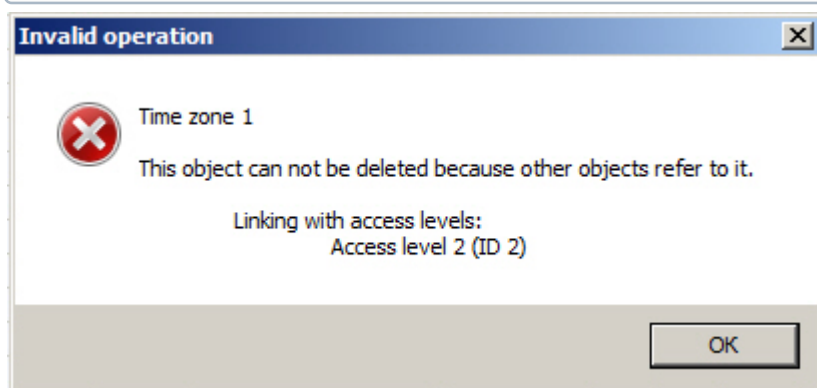 Invalid operation
Time zone 1
This object can not be deleted because other objects refer to it.
Linking with access levels:
Access level 2 (ID 2)
OK